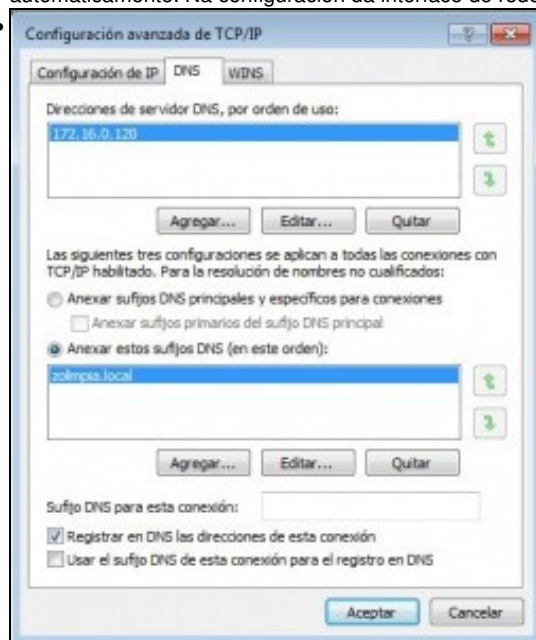 automaticamente. Na configuración da interface de rede
Configuración avanzada de TCP/IP
Configuración de IP DNS WINS
Direcciones de servidor DNS, por orden de uso:
172.16.0.120
Agregar... Editar... Quitar
Las siguientes tres configuraciones se aplican a todas las conexiones con
TCP/IP habilitado. Para la resolución de nombres no cualificados:
Anexar sufijos DNS principales y específicos para conexiones
Anexar sufijos primarios del sufijo DNS principal
Anexar estos sufijos DNS (en este orden):
zolimpia.local
Agregar... Editar... Quitar
Sufijo DNS para esta conexión:
Registrar en DNS las direcciones de esta conexión
Usar el sufijo DNS de esta conexión para el registro en DNS
Aceptar Cancelar